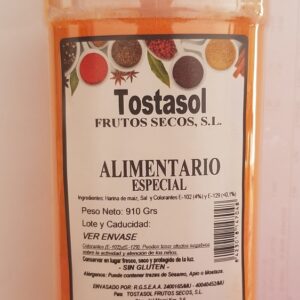 Tostasol
FRUTOS SECOS, S.L.
ALIMENTARIO
ESPECIAL
Ingredientes: Harina de maíz, Sal y Colorantes E-102 (4%) y E-129 (<0,1%)
Peso Neto: 910 Grs
Lote y Caducidad:
VER ENVASE
Colorantes (E-102)y(E-129). Pueden tener efectos negativos
sobre la actividad y atención de los niños.
Conservar en lugar fresco, seco y protegido de la luz.
- SIN GLUTEN -
Alérgenos: Puede contener trazas de Sésamo, Apio o Mostaza.
ENVASADO POR: R.G.S.E.A.A.
Para TOSTASOL FRUTOS SECOS, S.L.